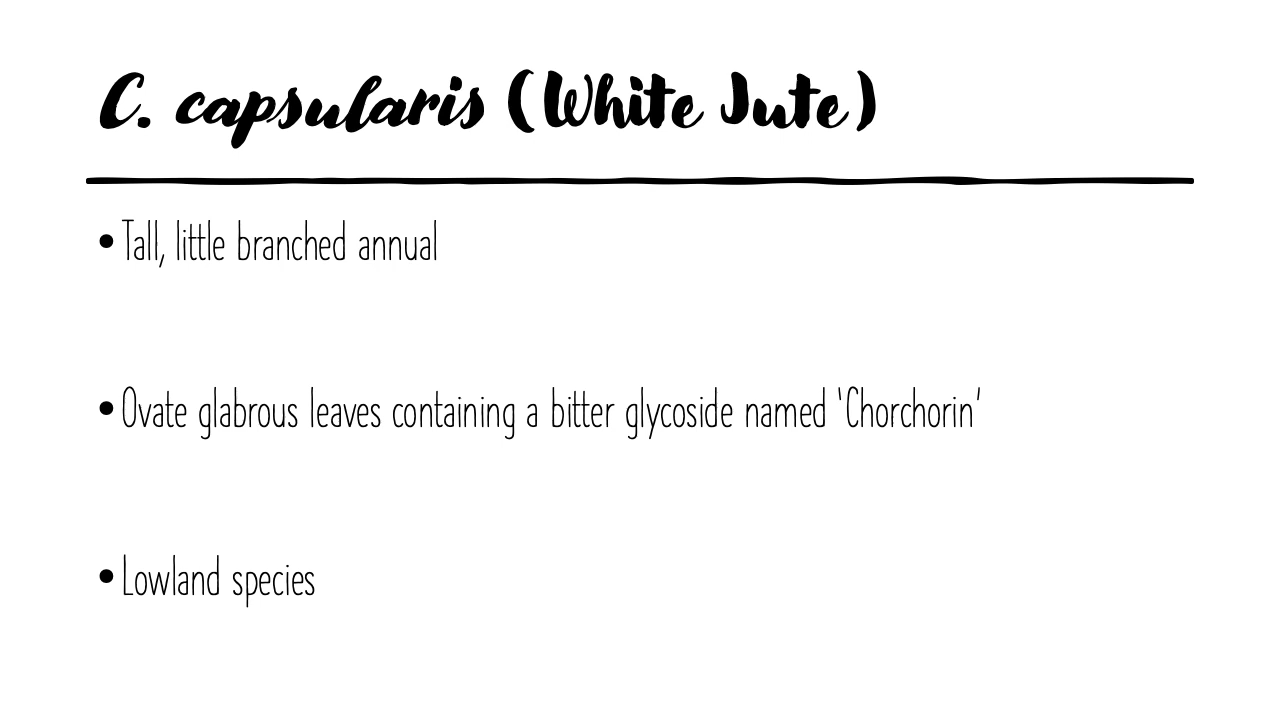 C. capsularis (White Jute)
• Tall, little branched annual
• Ovate glabrous leaves containing a bitter glycoside named ‘Chorchorin’
• Lowland species